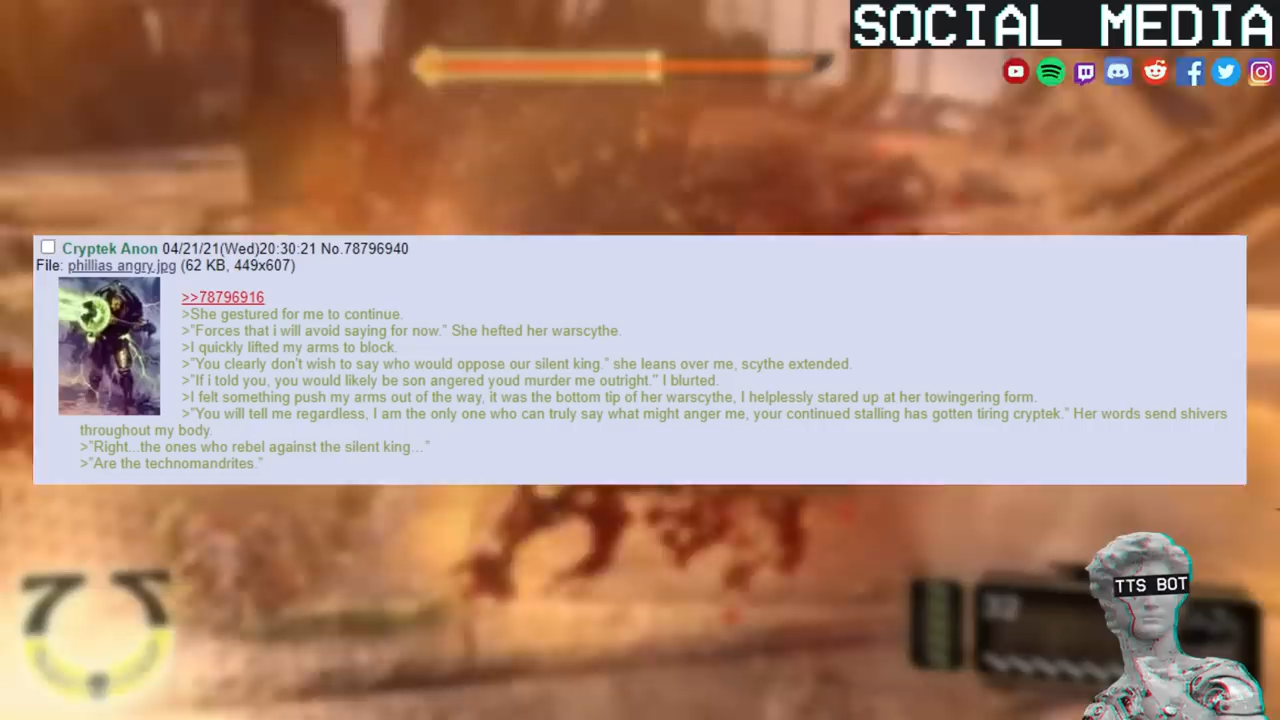 SOCIAL MEDIA
Cryptek Anon 04/21/21(Wed)20:30:21 No.78796940
File: phillias angry.jpg (62 KB, 449x607)
>>78796916
>She gestured for me to continue.
>"Forces that i will avoid saying for now." She hefted her warscythe.
>I quickly lifted my arms to block.
>"You clearly don't wish to say who would oppose our silent king." she leans over me, scythe extended.
>"If i told you, you would likely be son angered youd murder me outright." I blurted.
>I felt something push my arms out of the way, it was the bottom tip of her warscythe, I helplessly stared up at her towingering form.
>"You will tell me regardless, I am the only one who can truly say what might anger me, your continued stalling has gotten tiring cryptek." Her words send shivers
throughout my body.
>"Right...the ones who rebel against the silent king..."
>"Are the technomandrites."
TTS BOT